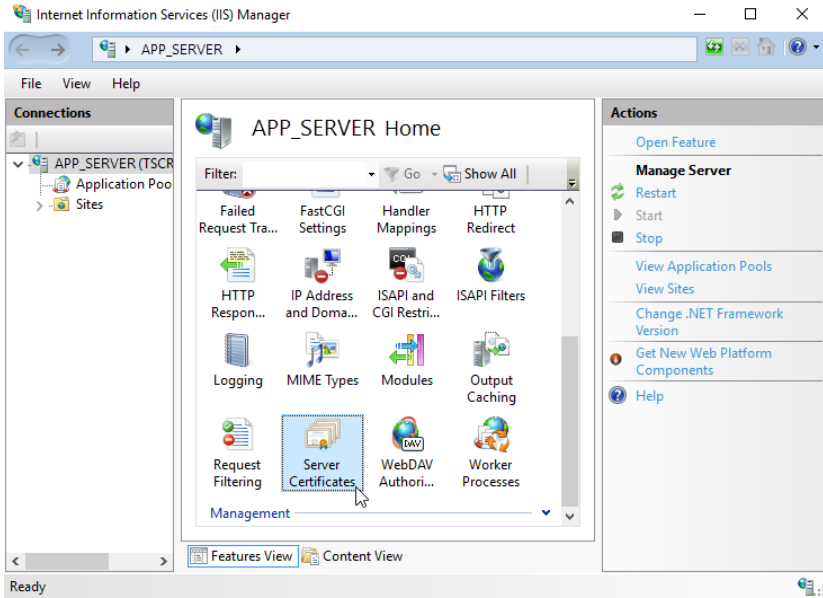 Internet Information Services (IIS) Manager
APP_SERVER
File View Help
Connections
APP_SERVER (TSCR
Application Poo
Sites
APP_SERVER Home
Filter: Go Show All
Failed Request Tra...
FastCGI Settings
Handler Mappings
HTTP Redirect
HTTP Respon...
IP Address and Doma...
ISAPI and CGI Restri...
ISAPI Filters
Logging
MIME Types
Modules
Output Caching
Request Filtering
Server Certificates
WebDAV Authori...
Worker Processes
Management
Features View Content View
Actions
Open Feature
Manage Server
Restart
Start
Stop
View Application Pools
View Sites
Change .NET Framework
Version
Get New Web Platform
Components
Help
Ready